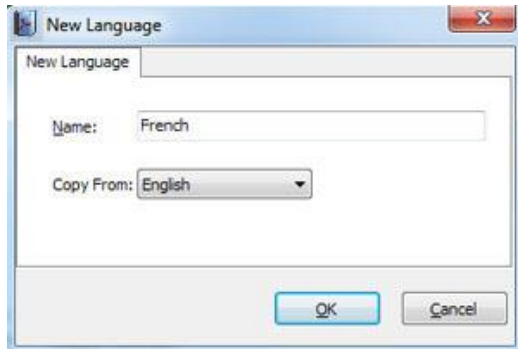 New Language
New Language
Name: French
Copy From: English
OK Cancel